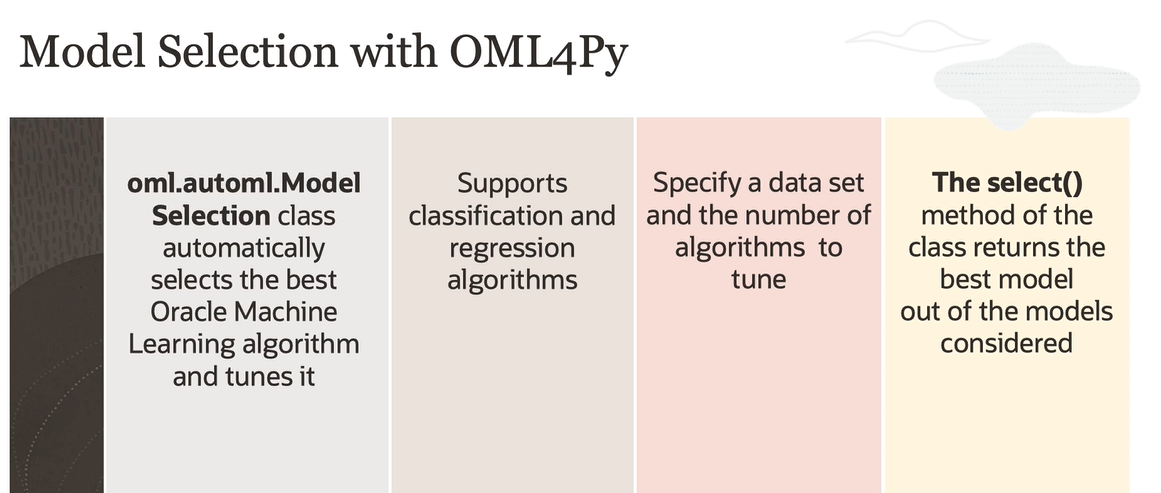 Model Selection with OML4Py
oml.automl.Model
Selection class
automatically
selects the best
Oracle Machine
Learning algorithm
and tunes it
Supports
classification and
regression
algorithms
Specify a data set
and the number of
algorithms  to
tune
The select()
method of the
class returns the
best model
out of the models
considered